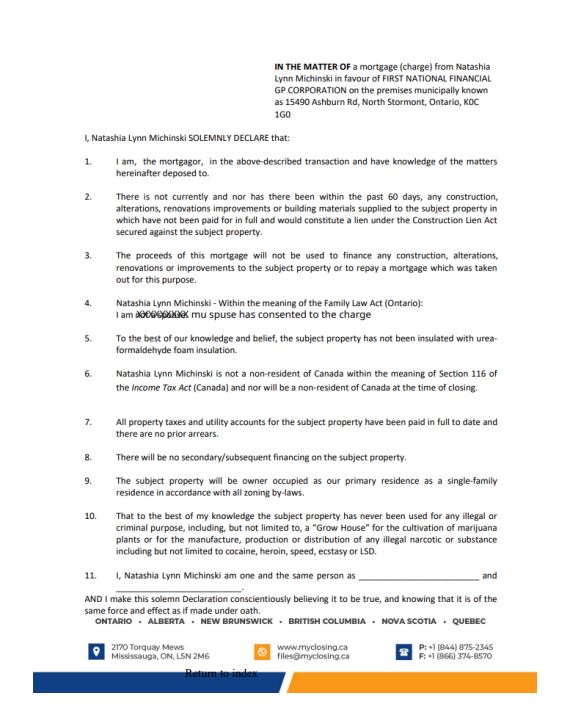 IN THE MATTER OF a mortgage (charge) from Natashia
Lynn Michinski in favour of FIRST NATIONAL FINANCIAL
GP CORPORATION on the premises municipally known
as 15490 Ashburn Rd, North Stormont, Ontario, K0C
1G0
I, Natashia Lynn Michinski SOLEMNLY DECLARE that:
1. I am, the mortgagor, in the above-described transaction and have knowledge of the matters
hereinafter deposed to.
2. There is not currently and nor has there been within the past 60 days, any construction,
alterations, renovations improvements or building materials supplied to the subject property in
which have not been paid for in full and would constitute a lien under the Construction Lien Act
secured against the subject property.
3. The proceeds of this mortgage will not be used to finance any construction, alterations,
renovations or improvements to the subject property or to repay a mortgage which was taken
out for this purpose.
4. Natashia Lynn Michinski - Within the meaning of the Family Law Act (Ontario):
I am mu spuse has consented to the charge
5. To the best of our knowledge and belief, the subject property has not been insulated with urea-
formaldehyde foam insulation.
6. Natashia Lynn Michinski is not a non-resident of Canada within the meaning of Section 116 of
the Income Tax Act (Canada) and nor will be a non-resident of Canada at the time of closing.
7. All property taxes and utility accounts for the subject property have been paid in full to date and
there are no prior arrears.
8. There will be no secondary/subsequent financing on the subject property.
9. The subject property will be owner occupied as our primary residence as a single-family
residence in accordance with all zoning by-laws.
10. That to the best of my knowledge the subject property has never been used for any illegal or
criminal purpose, including, but not limited to, a “Grow House” for the cultivation of marijuana
plants or for the manufacture, production or distribution of any illegal narcotic or substance
including but not limited to cocaine, heroin, speed, ecstasy or LSD.
11. I, Natashia Lynn Michinski am one and the same person as _________________________ and
__________________________.
AND I make this solemn Declaration conscientiously believing it to be true, and knowing that it is of the
same force and effect as if made under oath.
ONTARIO • ALBERTA • NEW BRUNSWICK • BRITISH COLUMBIA • NOVA SCOTIA • QUEBEC
2170 Torquay Mews
Mississauga, ON, L5N 2M6
www.myclosing.ca
files@myclosing.ca
P: +1 (844) 875-2345
F: +1 (866) 374-8570
Return to index